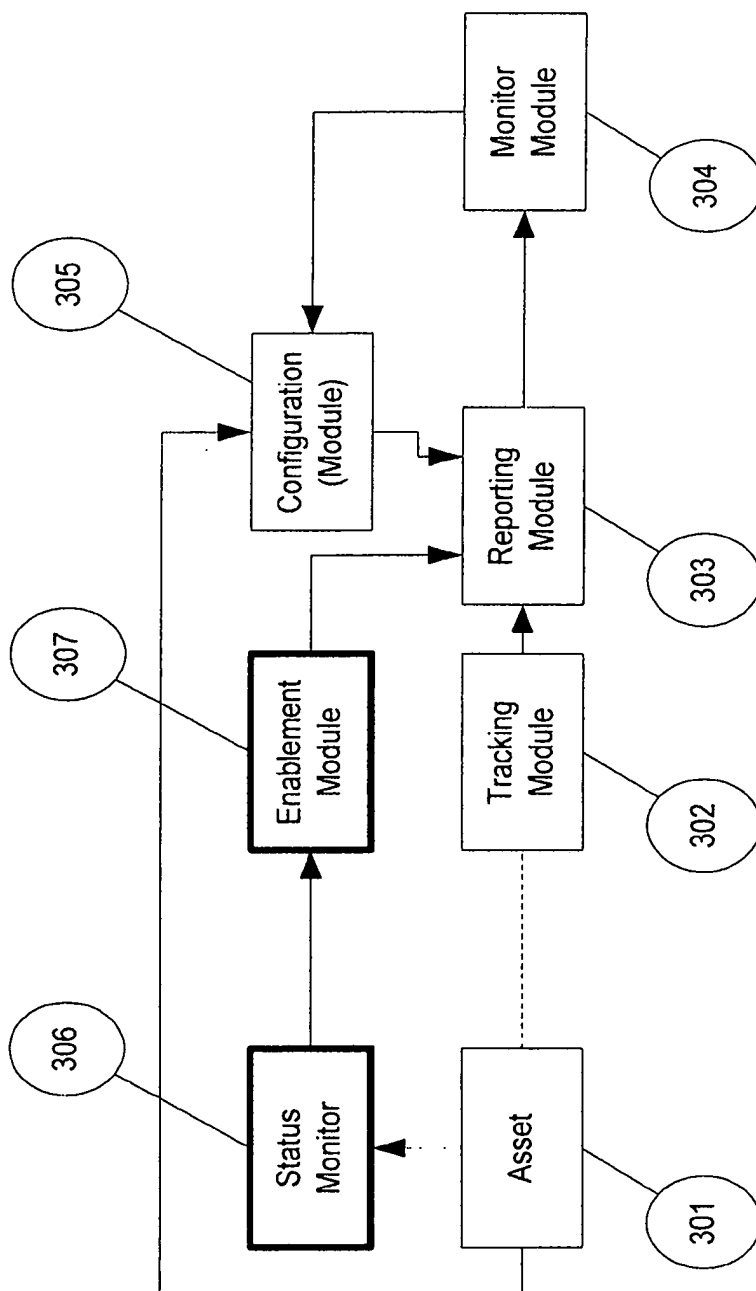 306
307
305
Status
Monitor
Enablement
Module
Configuration
(Module)
Asset
Tracking
Module
Reporting
Module
Monitor
Module
301
302
303
304